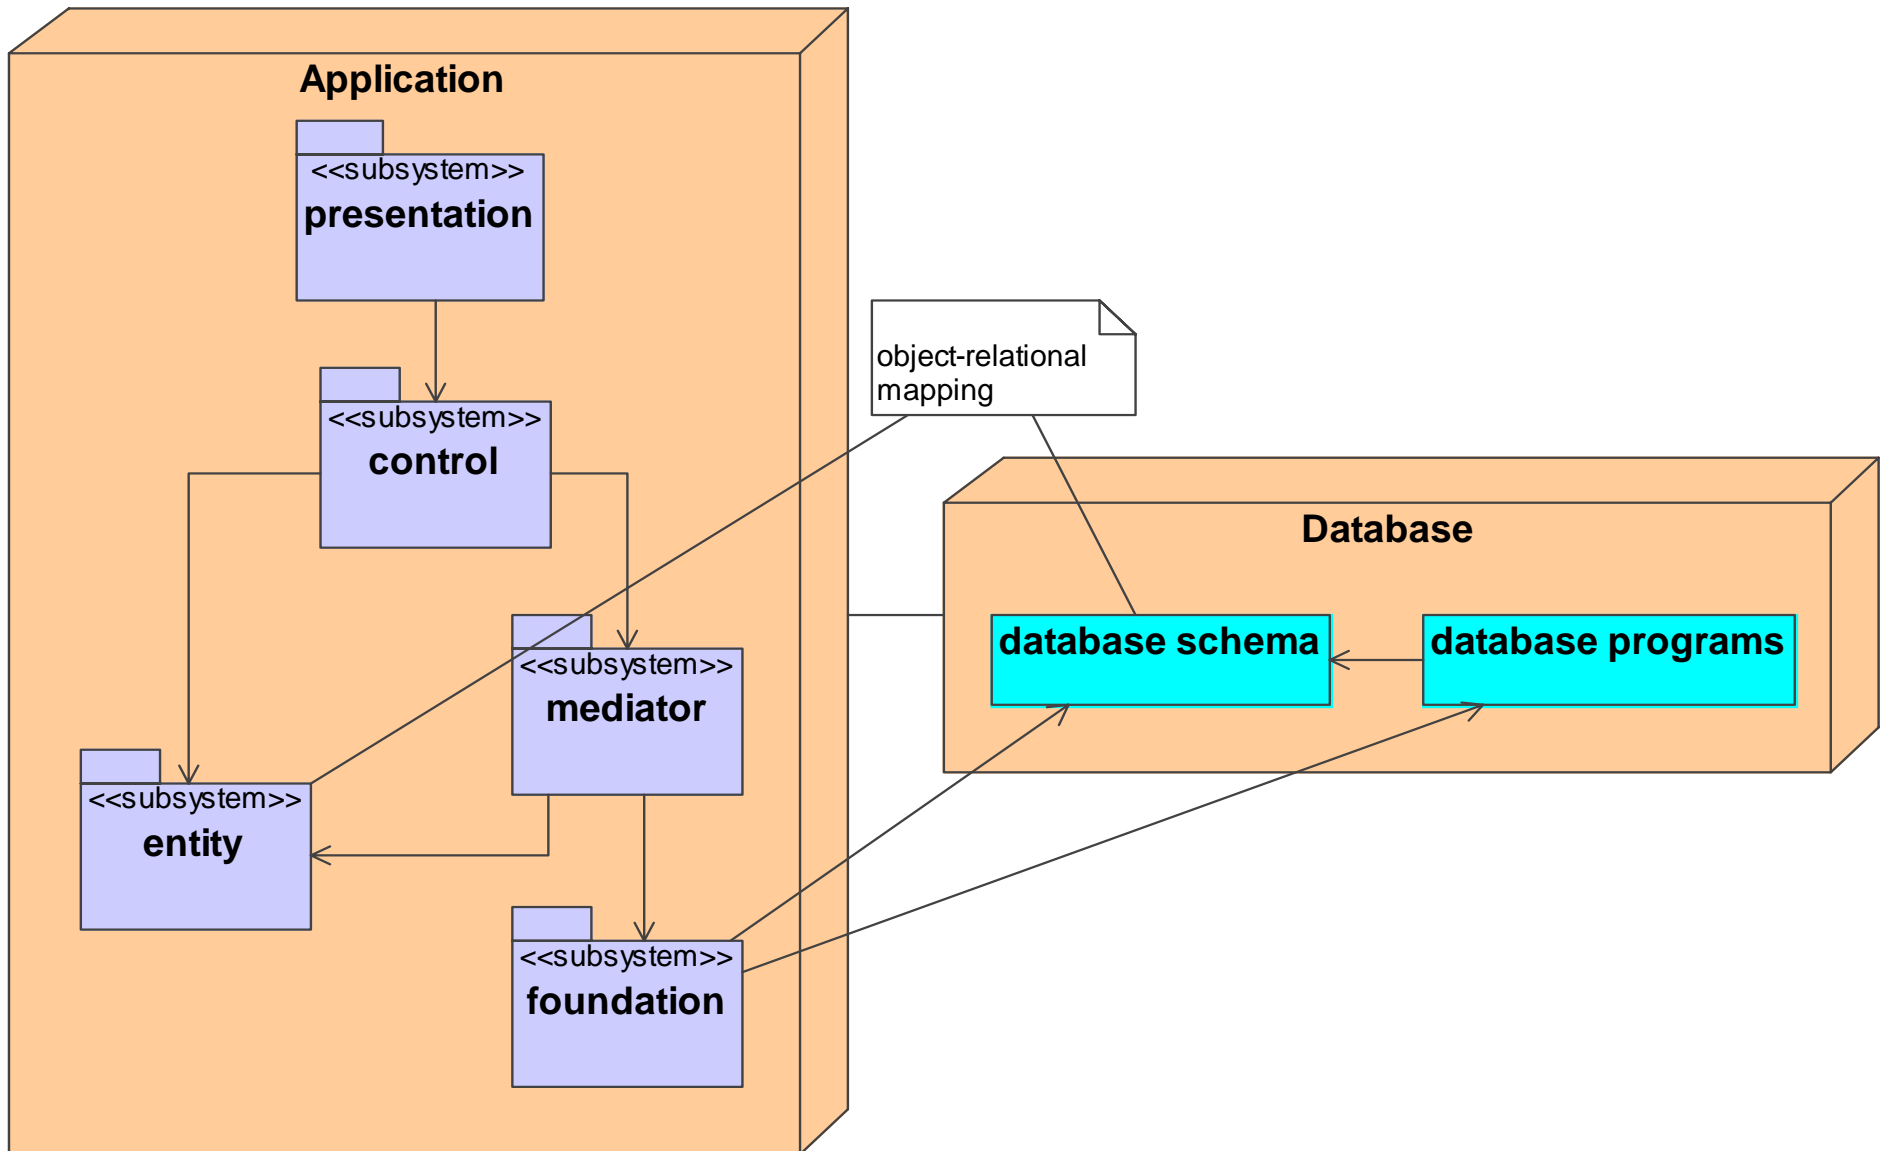 Application
<<subsystem>>
presentation
<<subsystem>>
control
<<subsystem>>
mediator
<<subsystem>>
entity
<<subsystem>>
foundation
object-relational
mapping
Database
database schema
database programs